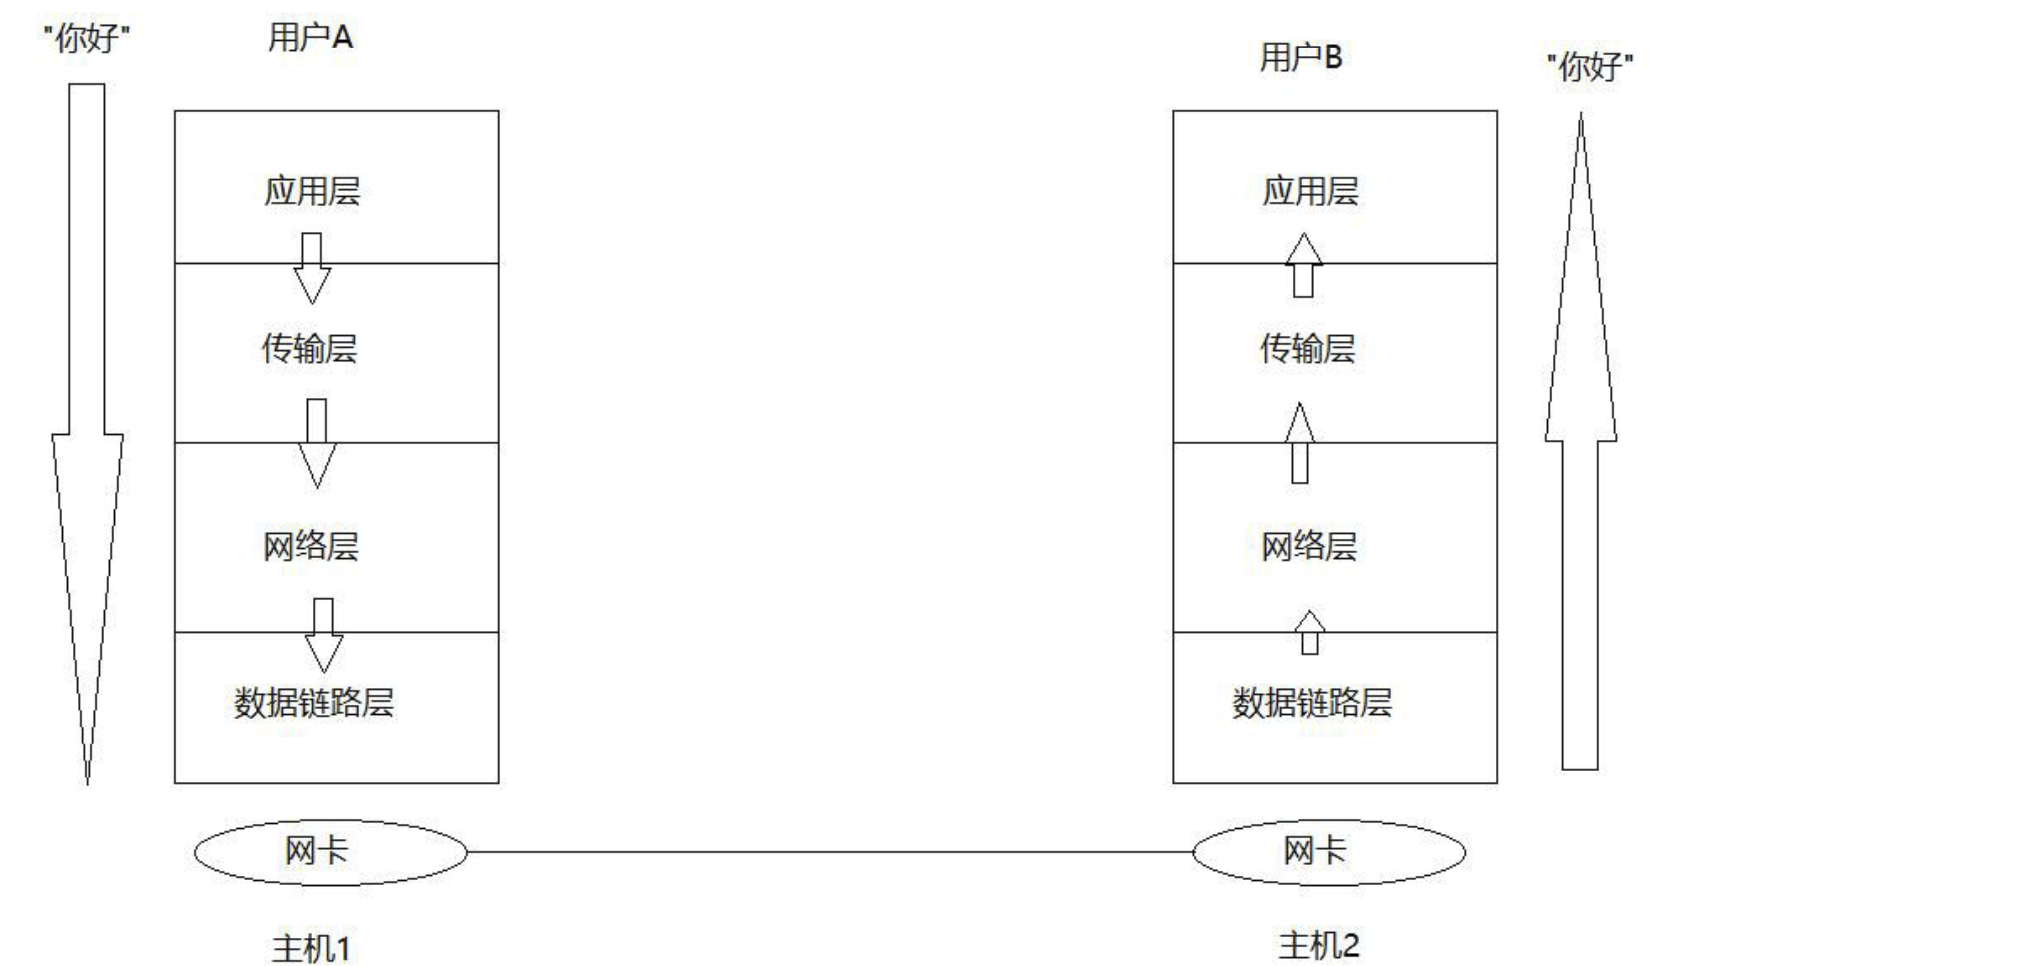 "你好"
用户A
应用层
传输层
网络层
数据链路层
网卡
主机1
用户B
"你好"
应用层
传输层
网络层
数据链路层
网卡
主机2